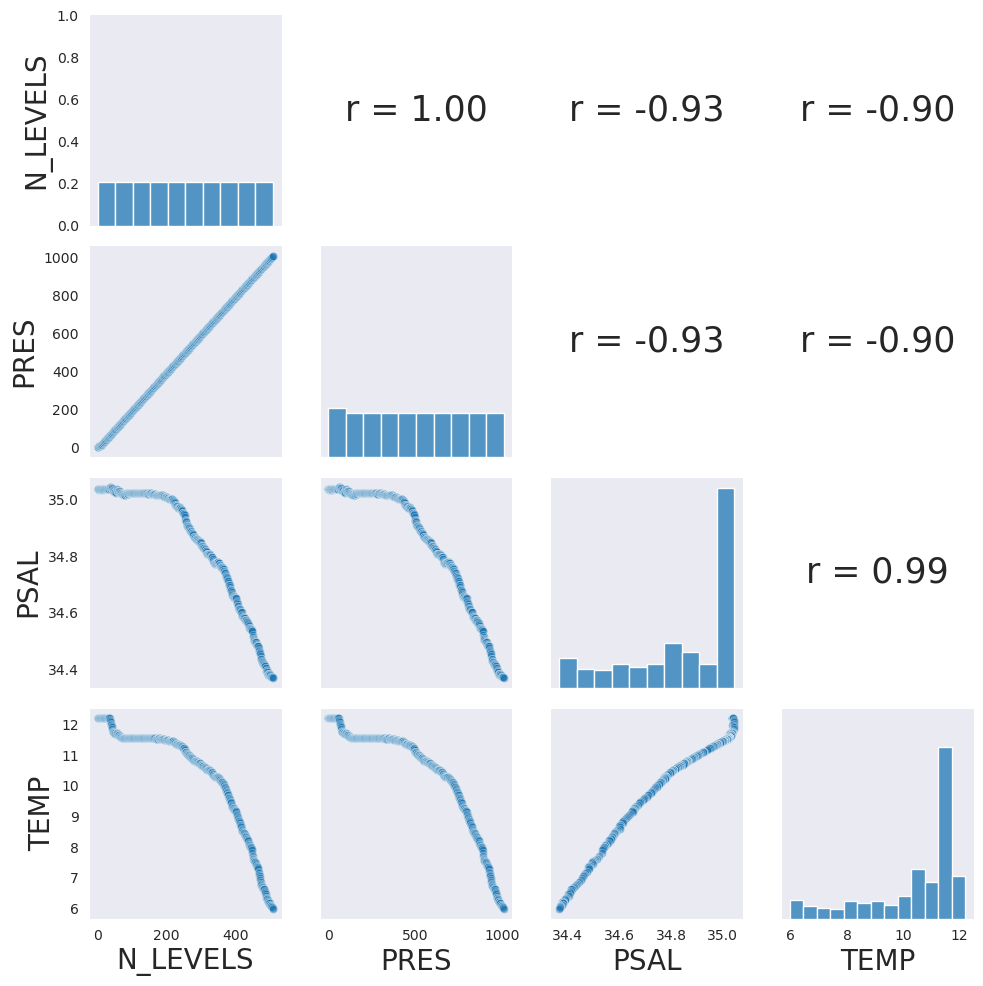 1.0
0.8
0.6
0.4
0.2
0.0
N_LEVELS
r = 1.00
r = -0.93
r = -0.90
1000
800
600
400
200
0
PRES
r = -0.93
r = -0.90
35.0
34.8
34.6
34.4
PSAL
r = 0.99
12
11
10
9
8
7
6
TEMP
0 200 400
0 500 1000
34.4 34.6 34.8 35.0
6 8 10 12
N_LEVELS
PRES
PSAL
TEMP